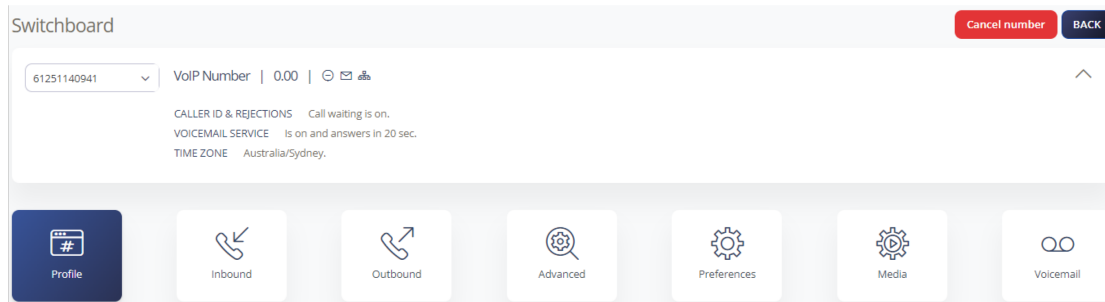 Switchboard
Cancel number
BACK
61251140941
VoIP Number | 0.00 |
CALLER ID & REJECTIONS Call waiting is on.
VOICEMAIL SERVICE Is on and answers in 20 sec.
TIME ZONE Australia/Sydney.
#
Profile
Inbound
Outbound
Advanced
Preferences
Media
Voicemail